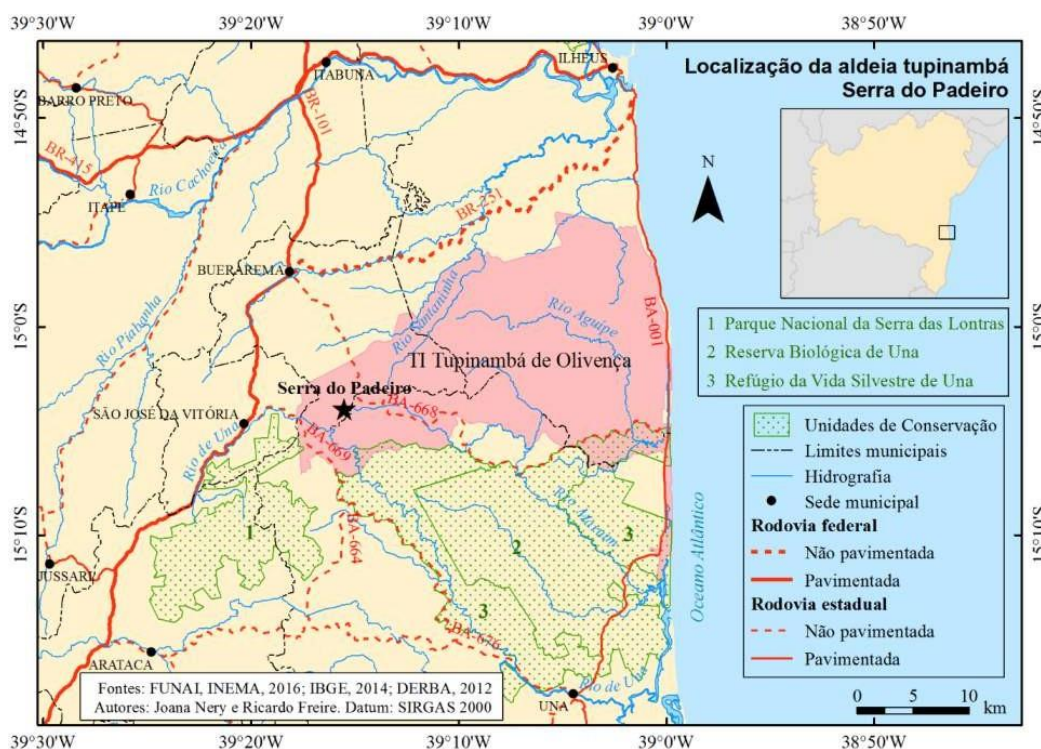 39°30'W
39°20'W
39°10'W
39°0'W
38°50'W
14°50'S
15°0'S
15°10'S
14°50'S
15°0'S
15°10'S
39°30'W
39°20'W
39°10'W
39°0'W
38°50'W
ILHÉUS
ITABUNA
BARRO PRETO
BR-101
BR-415
Rio Cachoeira
ITAPÉ
BR-251
BUERAREMA
Rio Piabanha
Rio Santaninha
Rio Aguipe
BA-001
TI Tupinambá de Olivença
Serra do Padeiro
SÃO JOSÉ DA VITÓRIA
BA-668
BA-669
Rio de Una
Rio Maruim
1
2
3
3
BA-664
JUSSARI
BA-676
ARATACA
Rio de Una
UNA
Oceano Atlântico
Fontes: FUNAI, INEMA, 2016; IBGE, 2014; DERBA, 2012
Autores: Joana Nery e Ricardo Freire. Datum: SIRGAS 2000
Localização da aldeia tupinambá
Serra do Padeiro
N
1 Parque Nacional da Serra das Lontras
2 Reserva Biológica de Una
3 Refúgio da Vida Silvestre de Una
Unidades de Conservação
Limites municipais
Hidrografia
Sede municipal
Rodovia federal
Não pavimentada
Pavimentada
Rodovia estadual
Não pavimentada
Pavimentada
0 5 10
km